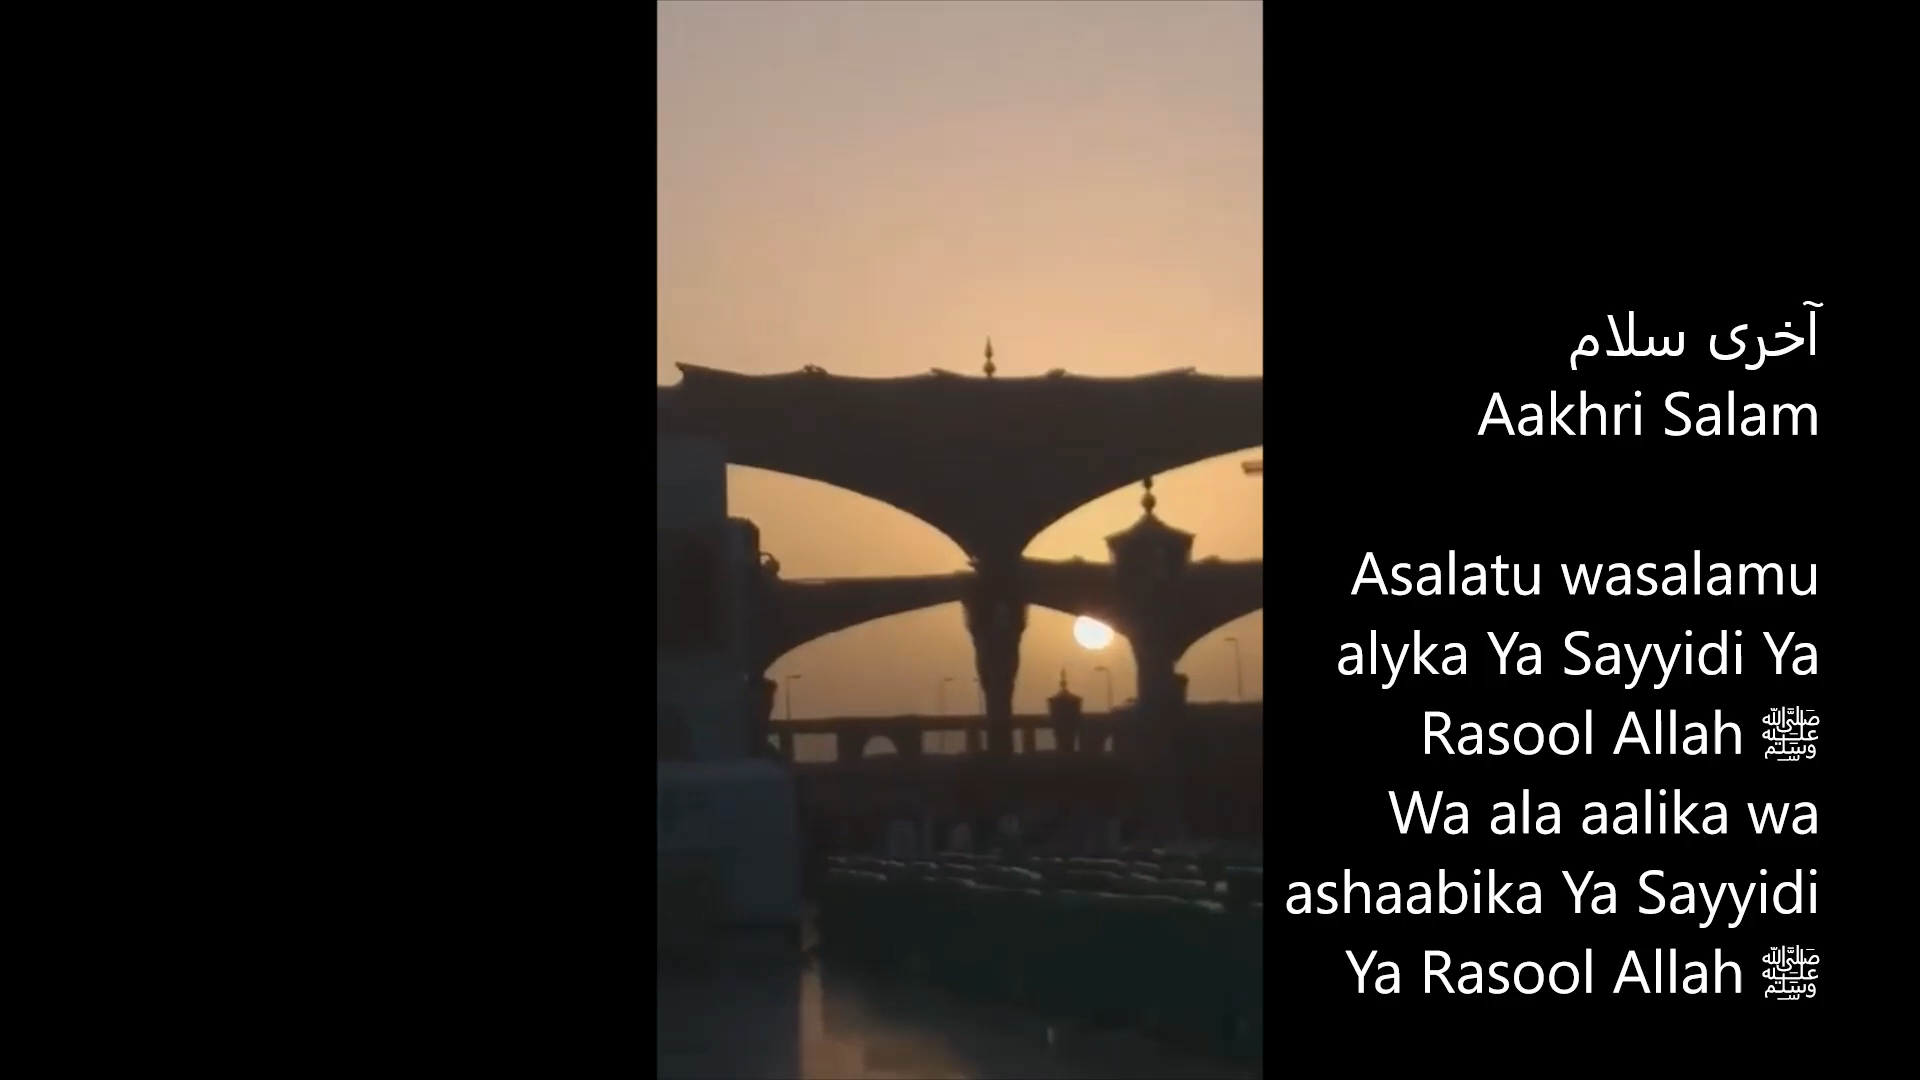 آخری سلام
Aakhri Salam
Asalatu wasalamu
alyka Ya Sayyidi Ya
Rasool Allah ﷺ
Wa ala aalika wa
ashaabika Ya Sayyidi
Ya Rasool Allah ﷺ